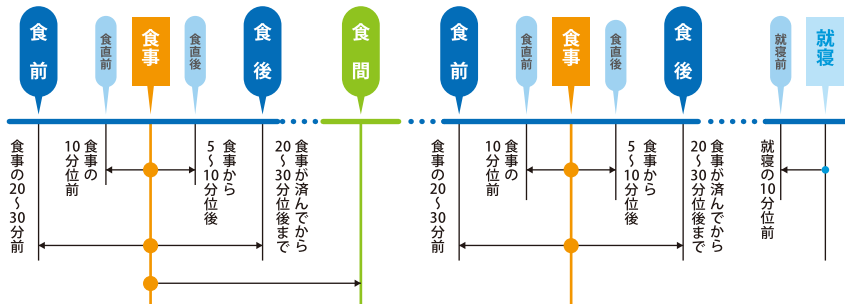 食前
食直前
食事
食直後
食後
食間
食前
食直前
食事
食直後
食後
就寝前
就寝
食事の20〜30分前
食事の
10分位前
食事から
5〜10分位後
食事が済んでから
20〜30分位後まで
食事の20〜30分前
食事の
10分位前
食事から
5〜10分位後
食事が済んでから
20〜30分位後まで
就寝の10分位前